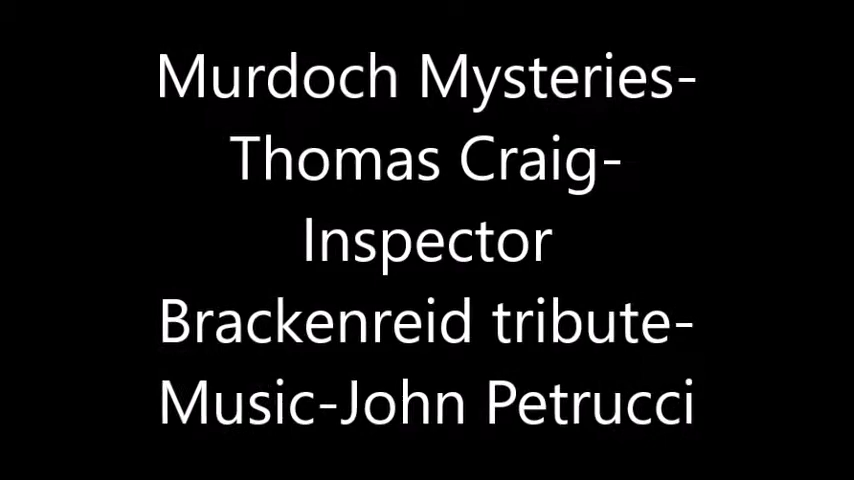 Murdoch Mysteries-
Thomas Craig-
Inspector
Brackenreid tribute-
Music-John Petrucci